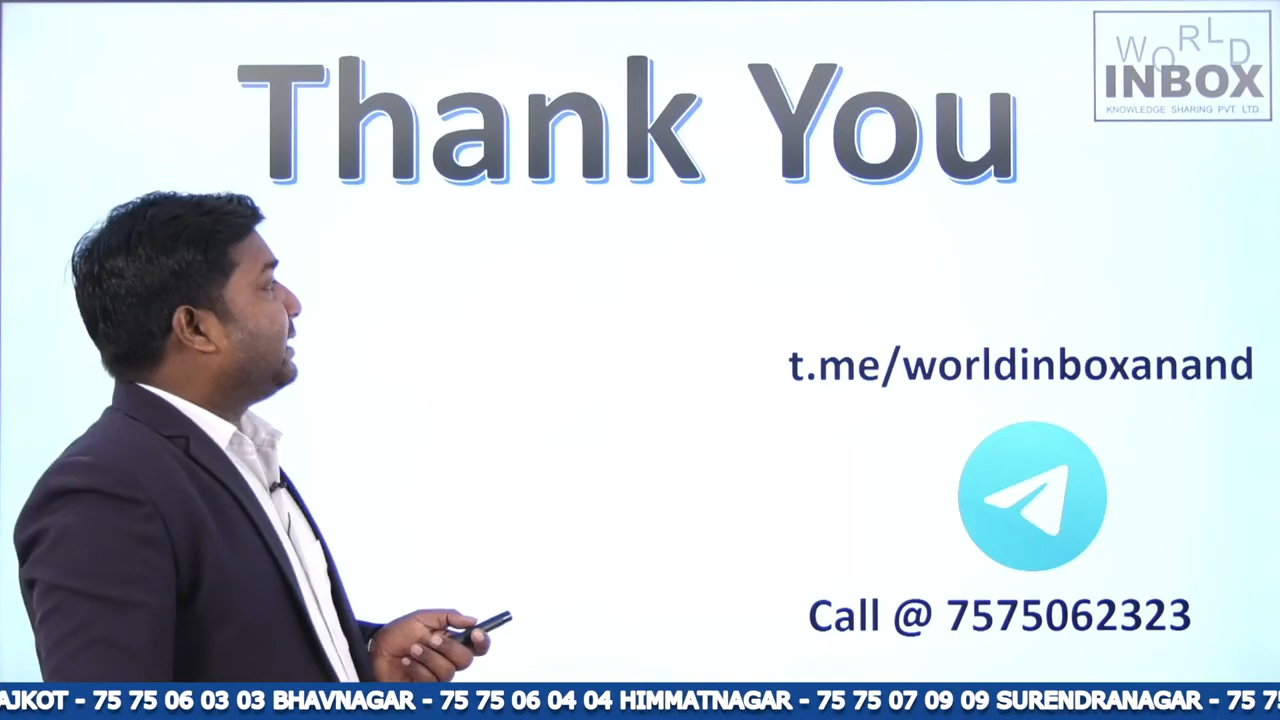 Thank You
WORLD
INBOX
KNOWLEDGE SHARING PVT. LTD.
t.me/worldinboxanand
Call @ 7575062323
AJKOT - 75 75 06 03 03 BHAVNAGAR - 75 75 06 04 04 HIMMATNAGAR - 75 75 07 09 09 SURENDRANAGAR - 75 7